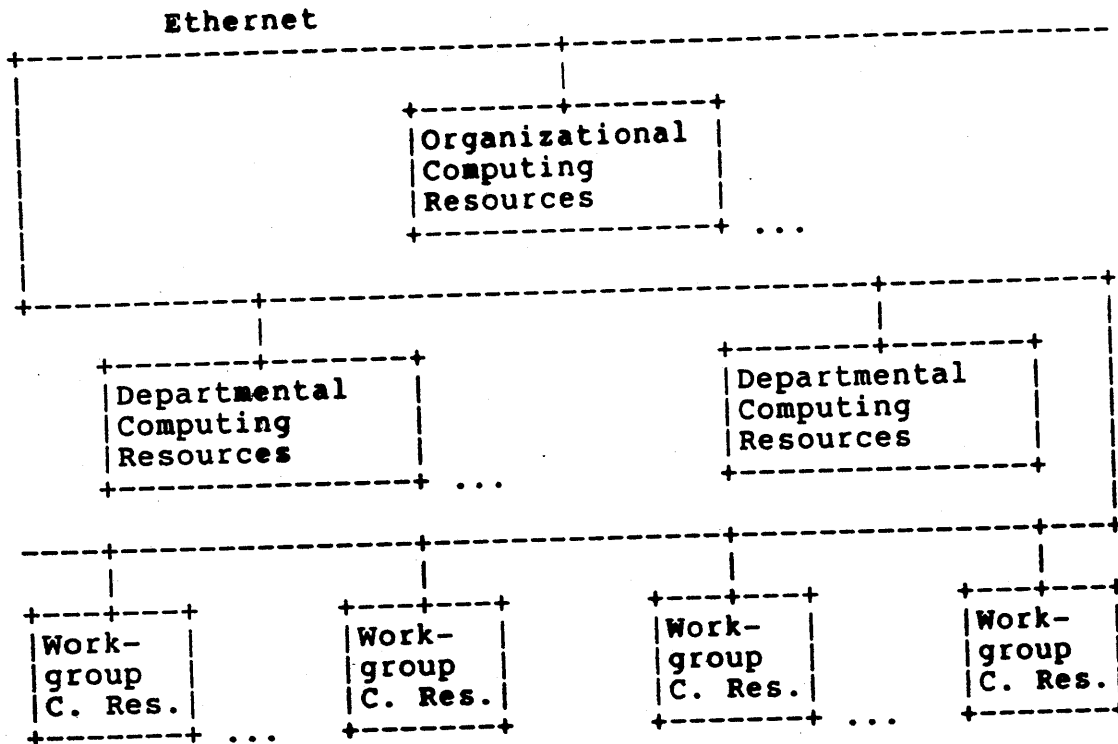 Ethernet
Organizational
Computing
Resources
...
Departmental
Computing
Resources
...
Departmental
Computing
Resources
Work-
group
C. Res.
...
Work-
group
C. Res.
Work-
group
C. Res.
...
Work-
group
C. Res.